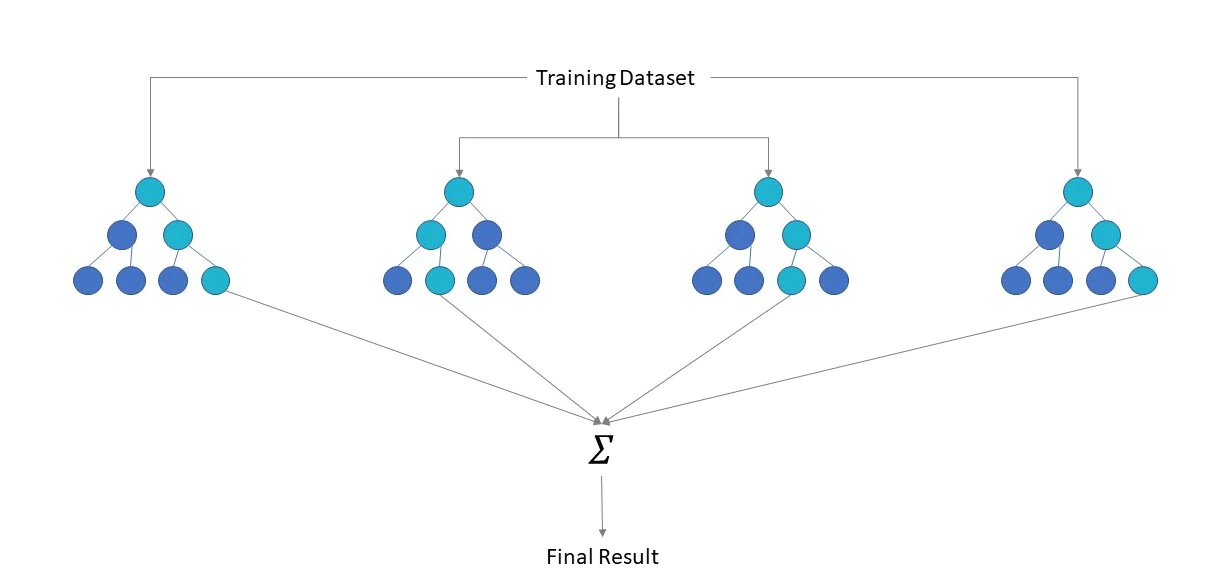 Training Dataset
Σ
Final Result